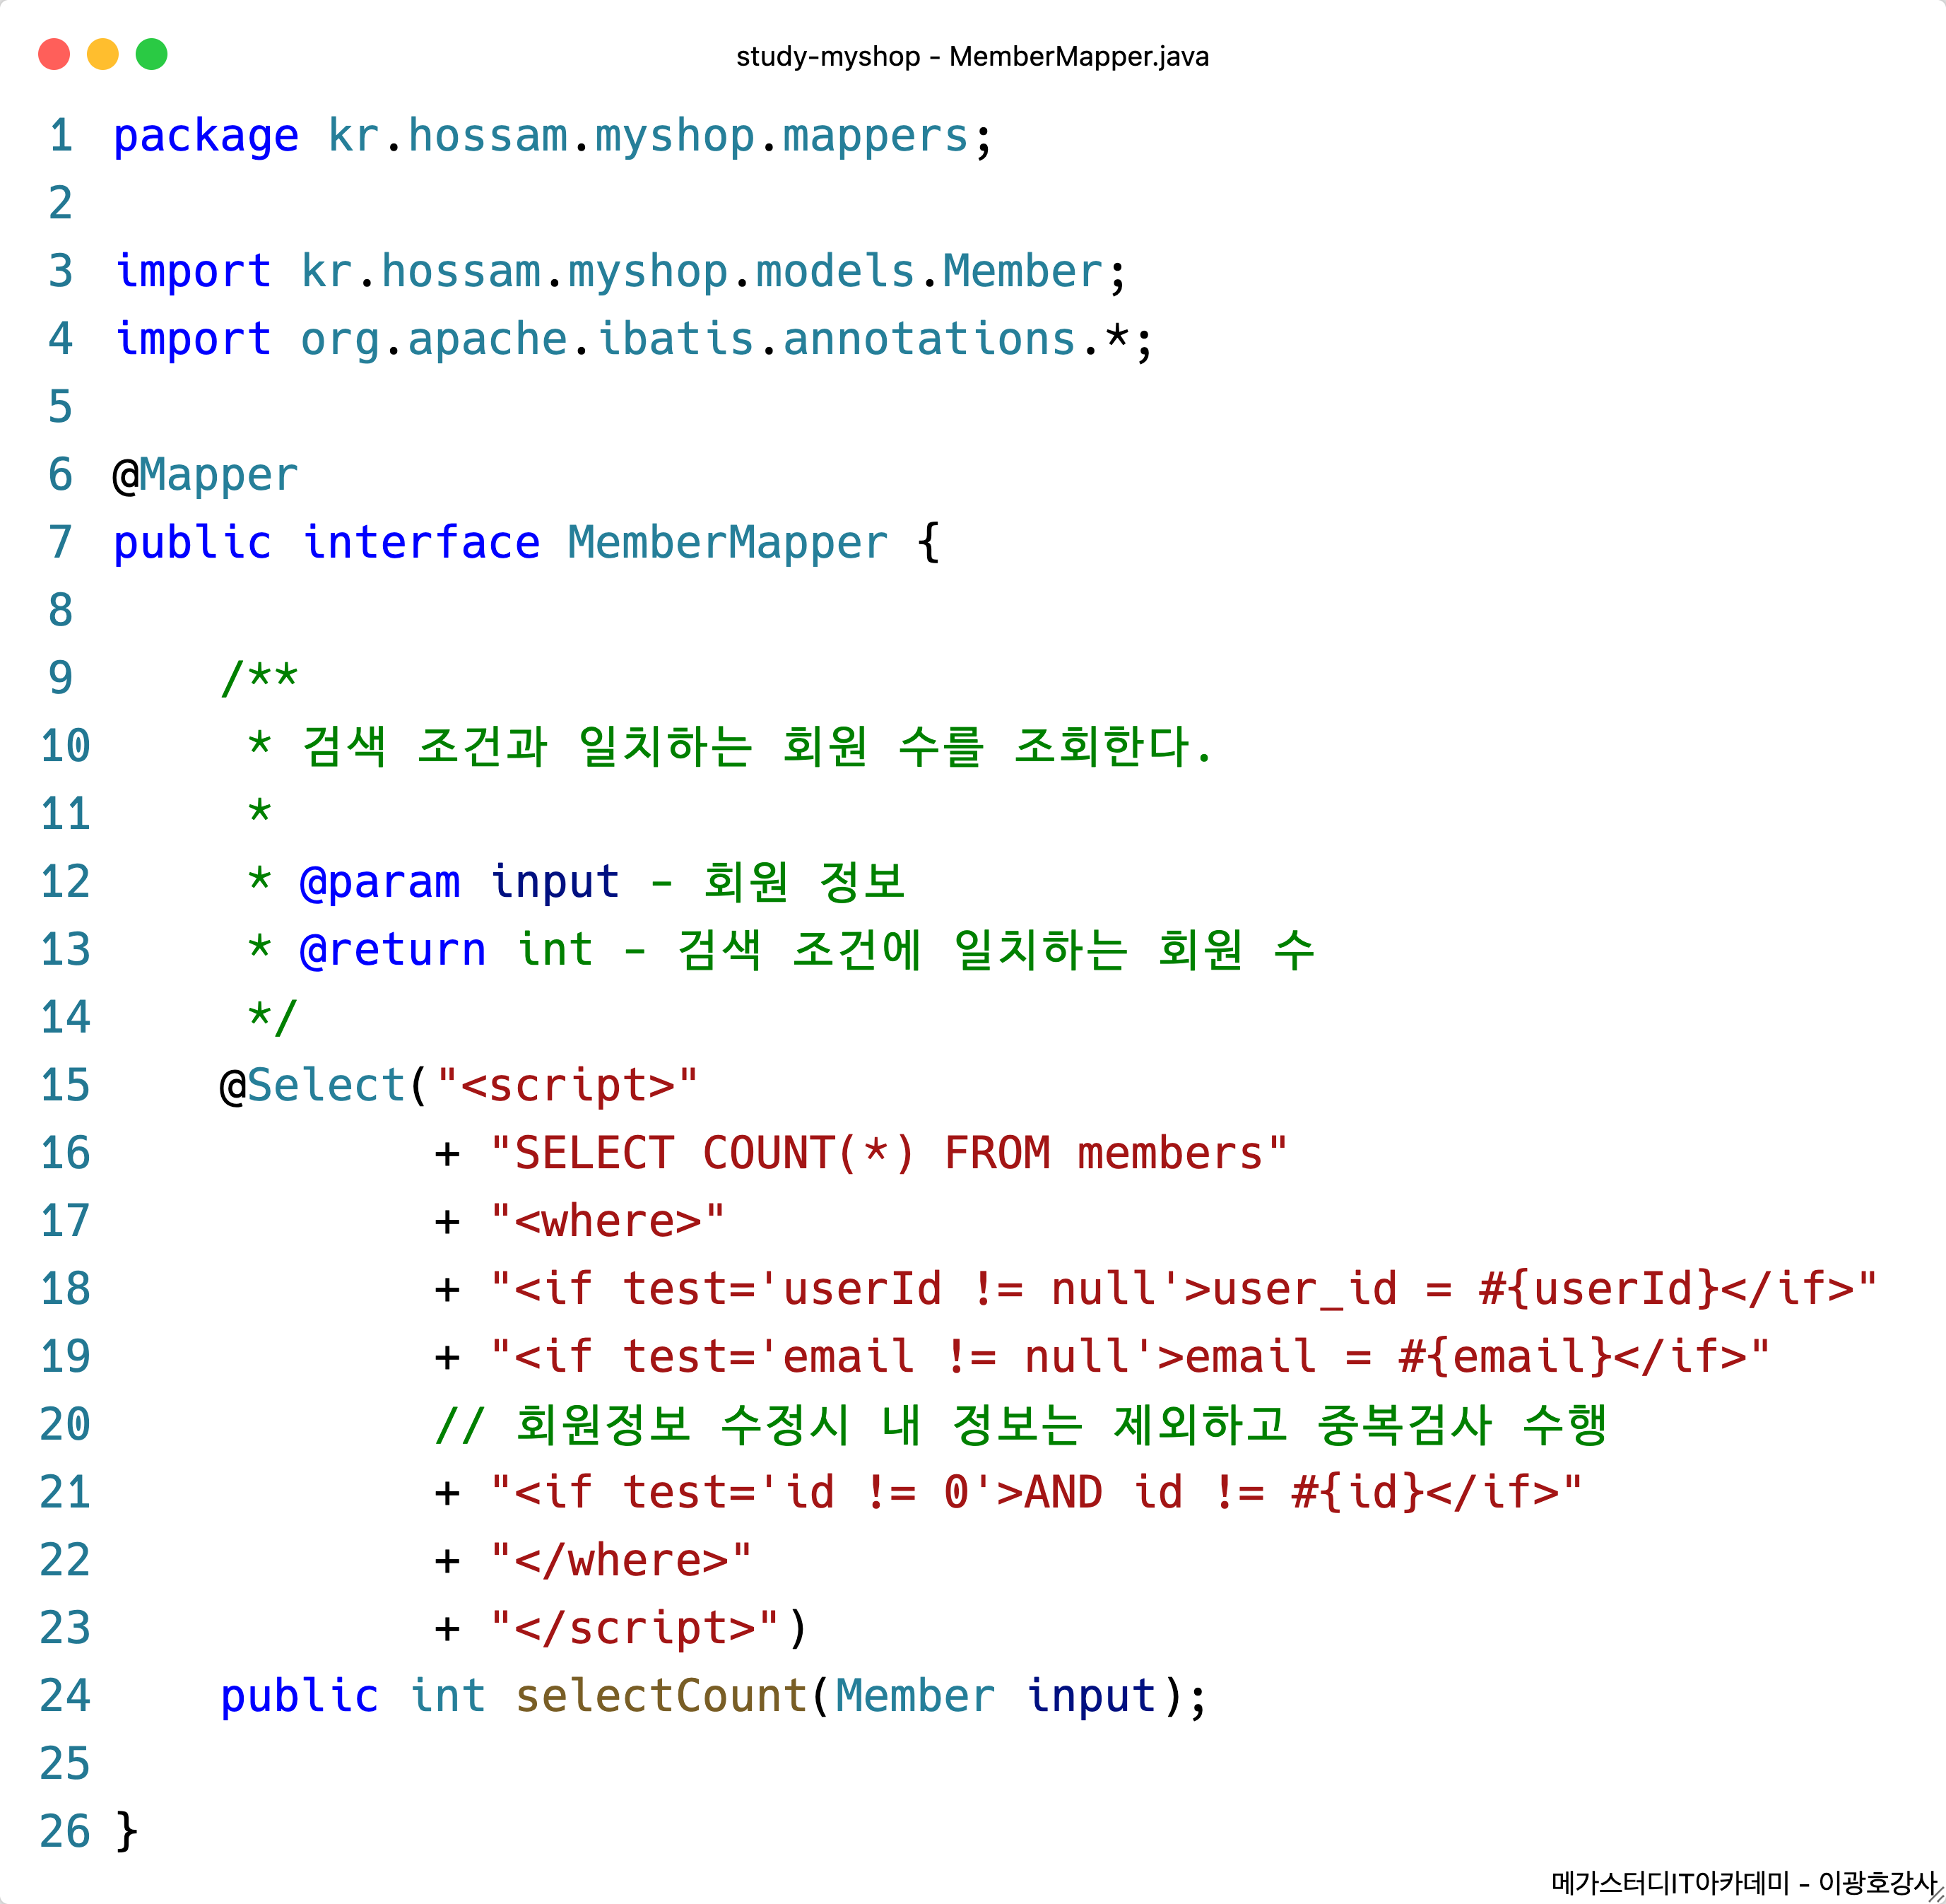 study-myshop - MemberMapper.java
1 package kr.hossam.myshop.mappers;
2
3 import kr.hossam.myshop.models.Member;
4 import org.apache.ibatis.annotations.*;
5
6 @Mapper
7 public interface MemberMapper {
8
9     /**
10      * 검색 조건과 일치하는 회원 수를 조회한다.
11      *
12      * @param input - 회원 정보
13      * @return int - 검색 조건에 일치하는 회원 수
14      */
15     @Select("<script>"
16             + "SELECT COUNT(*) FROM members"
17             + "<where>"
18             + "<if test='userId != null'>user_id = #{userId}</if>"
19             + "<if test='email != null'>email = #{email}</if>"
20             // 회원정보 수정시 내 정보는 제외하고 중복검사 수행
21             + "<if test='id != 0'>AND id != #{id}</if>"
22             + "</where>"
23             + "</script>")
24     public int selectCount(Member input);
25
26 }
메가스터디IT아카데미 - 이광호강사